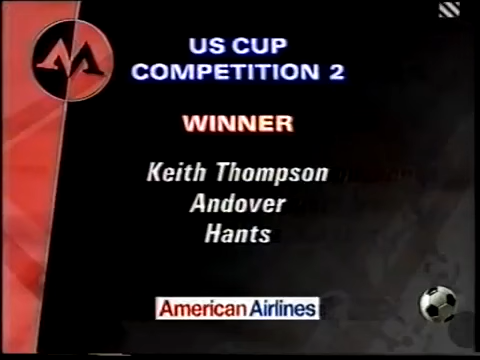 US CUP
COMPETITION 2
WINNER
Keith Thompson
Andover
Hants
American Airlines